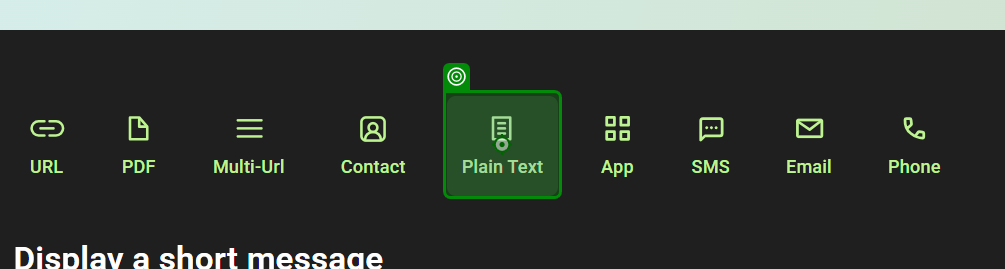 URL
PDF
Multi-Url
Contact
Plain Text
App
SMS
Email
Phone
Display a short message